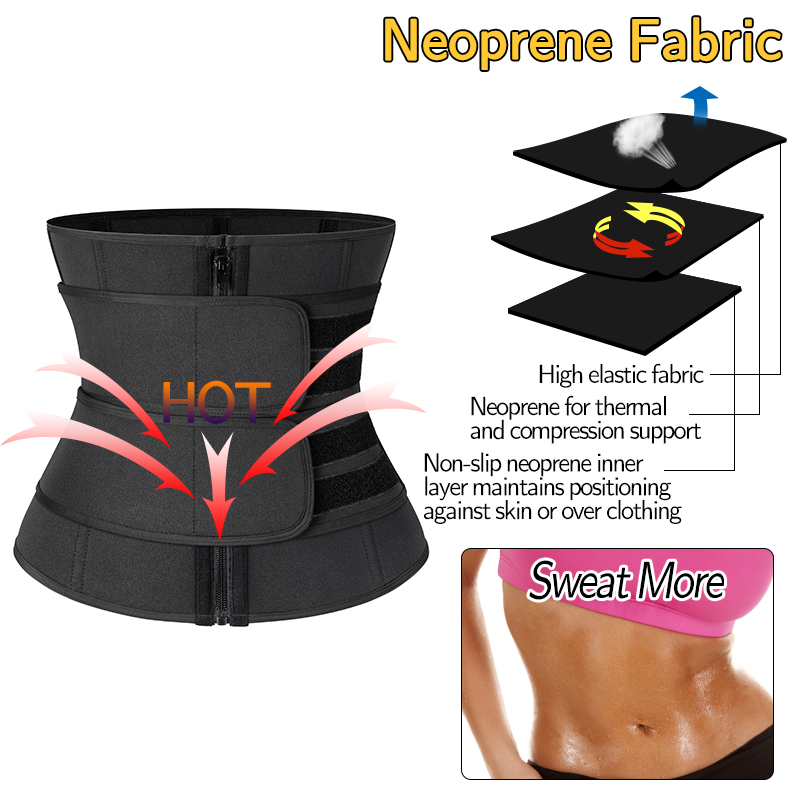 Neoprene Fabric
HOT
High elastic fabric
Neoprene for thermal
and compression support
Non-slip neoprene inner
layer maintains positioning
against skin or over clothing
Sweat More